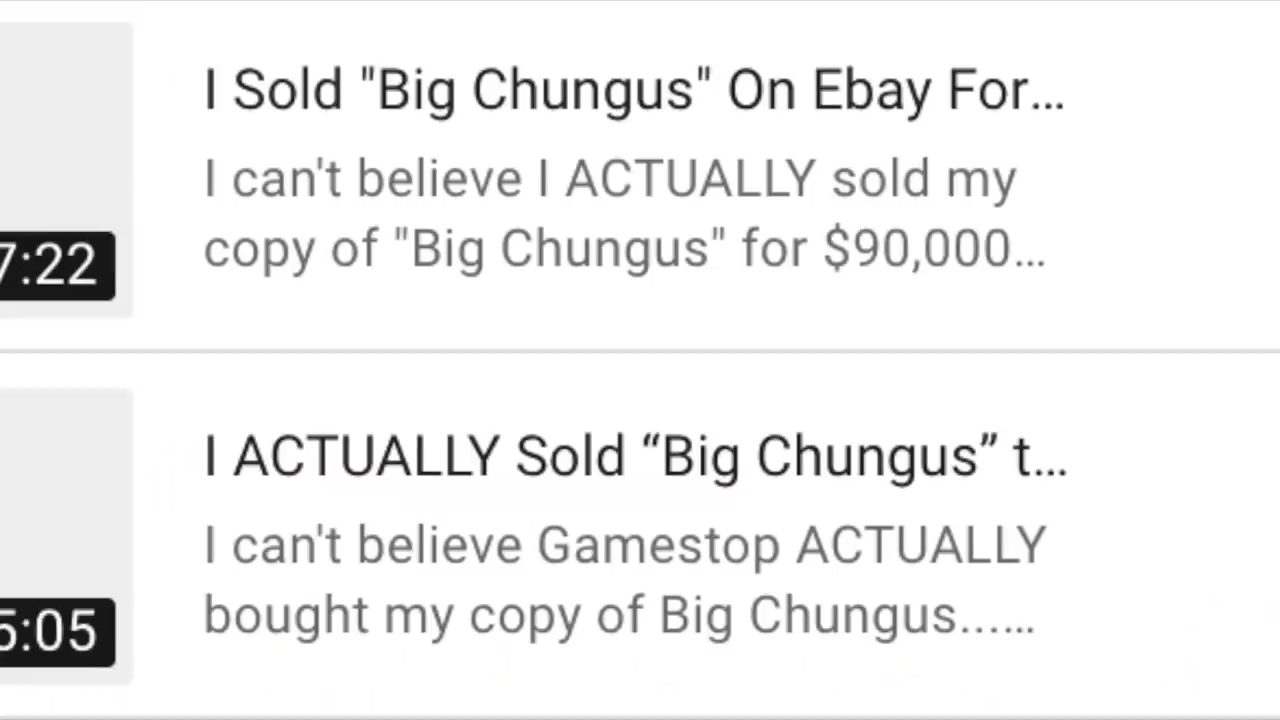 I Sold "Big Chungus" On Ebay For...
I can't believe I ACTUALLY sold my
copy of "Big Chungus" for $90,000...
7:22
I ACTUALLY Sold “Big Chungus” t...
I can't believe Gamestop ACTUALLY
bought my copy of Big Chungus......
5:05